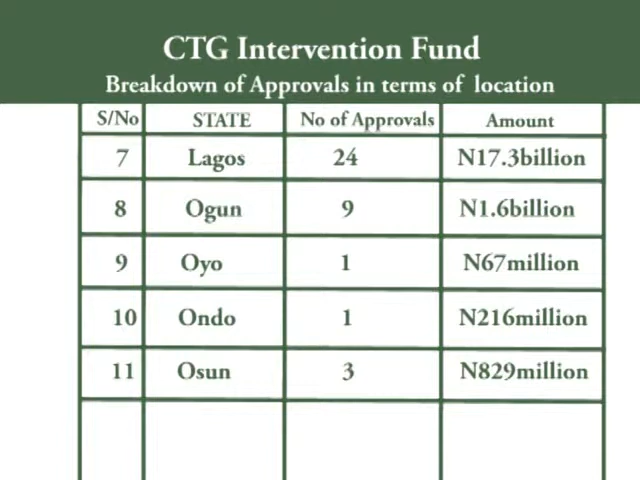 CTG Intervention Fund
Breakdown of Approvals in terms of location
S/No STATE No of Approvals Amount
7 Lagos 24 N17.3billion
8 Ogun 9 N1.6billion
9 Oyo 1 N67million
10 Ondo 1 N216million
11 Osun 3 N829million